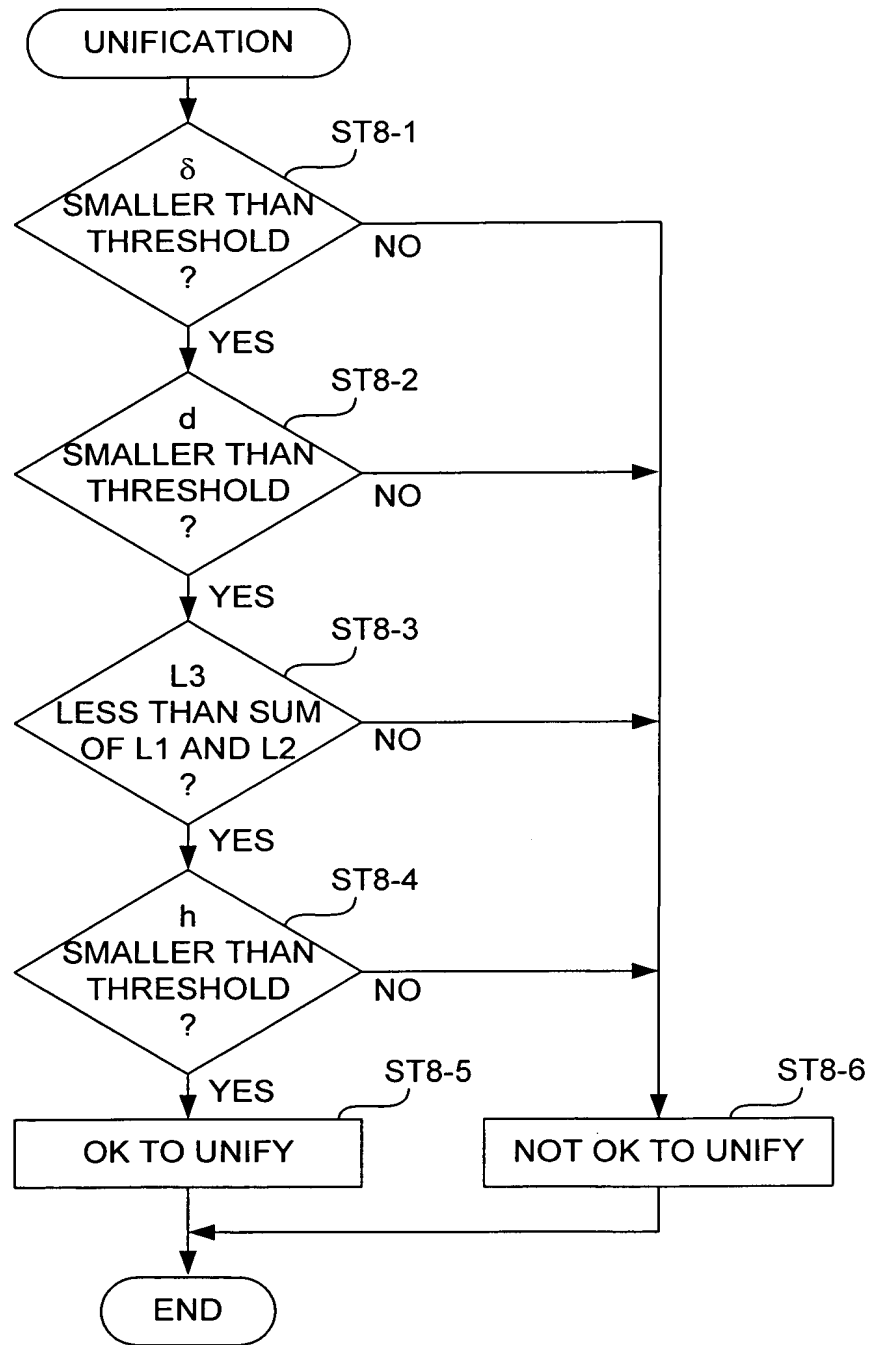 UNIFICATION
ST8-1
δ
SMALLER THAN
THRESHOLD
?
NO
YES
ST8-2
d
SMALLER THAN
THRESHOLD
?
NO
YES
ST8-3
L3
LESS THAN SUM
OF L1 AND L2
?
NO
YES
ST8-4
h
SMALLER THAN
THRESHOLD
?
NO
YES
ST8-5
ST8-6
OK TO UNIFY
NOT OK TO UNIFY
END